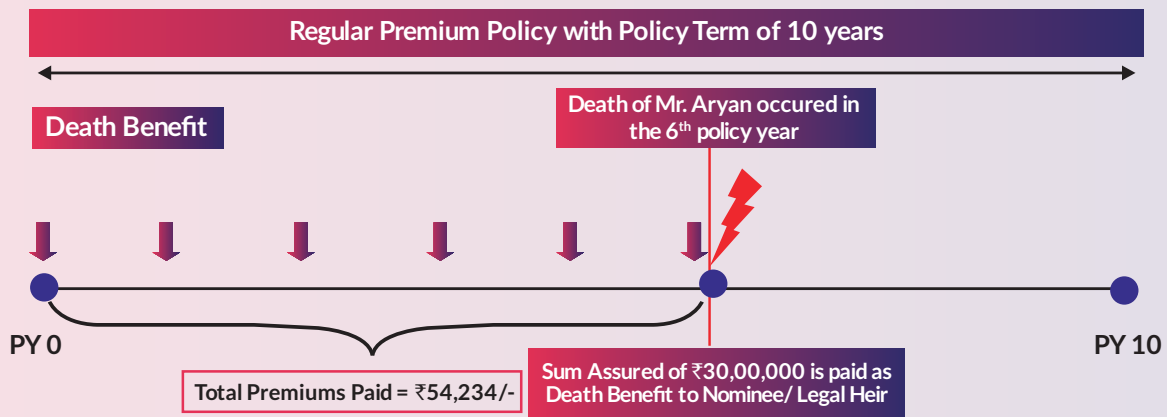 Regular Premium Policy with Policy Term of 10 years
Death Benefit
Death of Mr. Aryan occured in
the 6th policy year
PY 0
PY 10
Total Premiums Paid = ₹54,234/-
Sum Assured of ₹30,00,000 is paid as
Death Benefit to Nominee/ Legal Heir